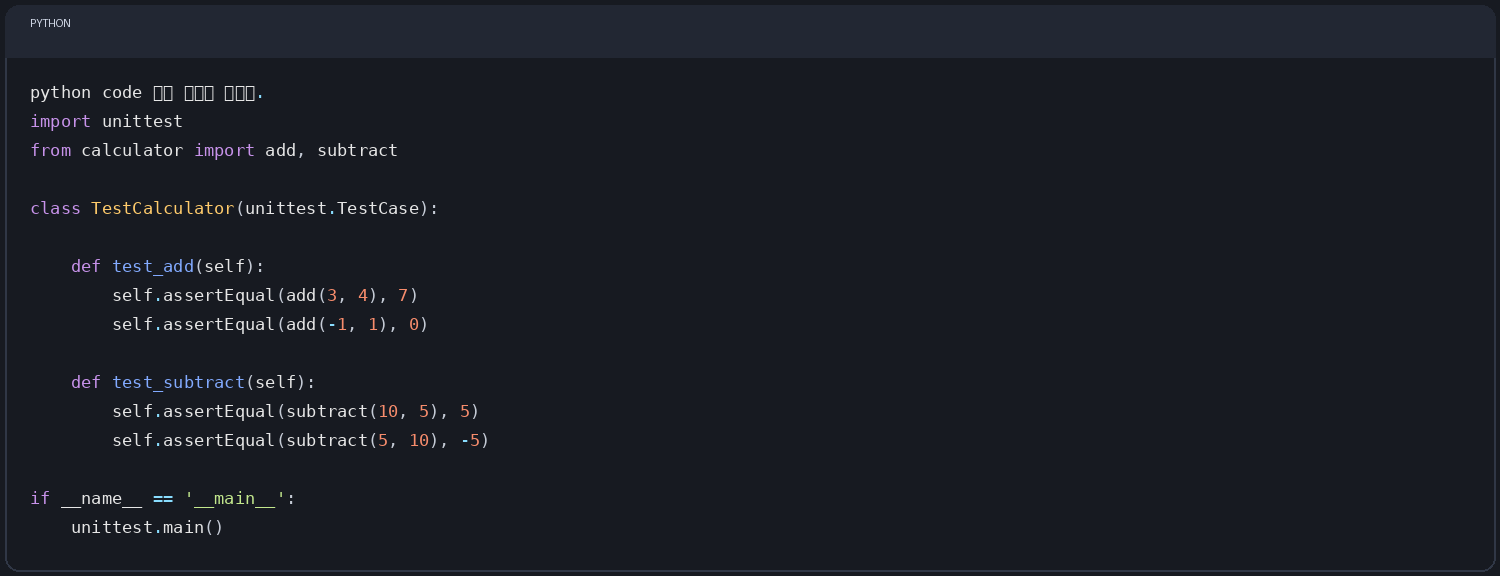 PYTHON
python code .
import unittest
from calculator import add, subtract
class TestCalculator(unittest.TestCase):
def test_add(self):
self.assertEqual(add(3, 4), 7)
self.assertEqual(add(-1, 1), 0)
def test_subtract(self):
self.assertEqual(subtract(10, 5), 5)
self.assertEqual(subtract(5, 10), -5)
if __name__ == '__main__':
unittest.main()